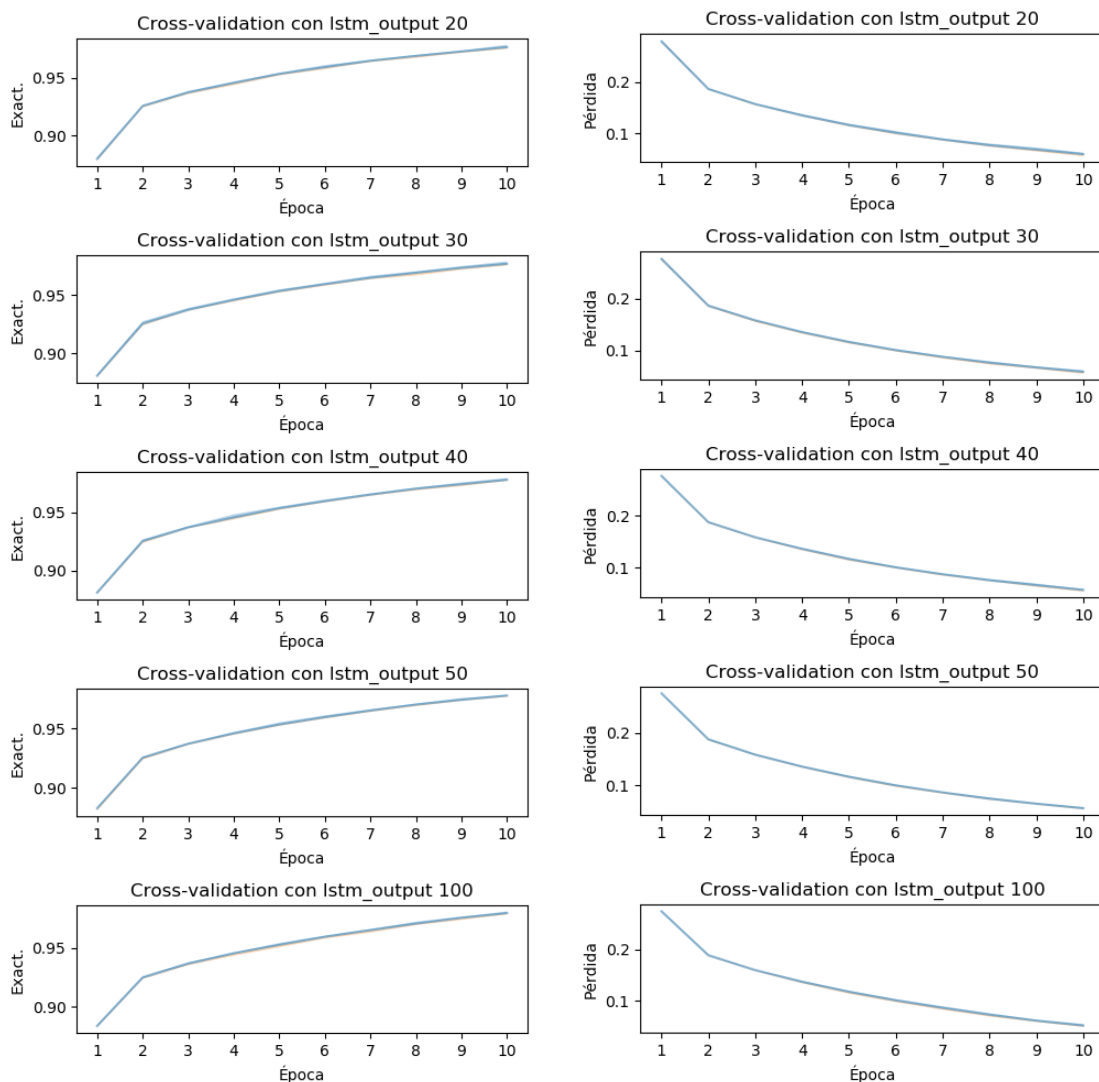 Cross-validation con lstm_output 20
Exact.
0.95
0.90
1 2 3 4 5 6 7 8 9 10
Época
Cross-validation con lstm_output 20
Pérdida
0.2
0.1
1 2 3 4 5 6 7 8 9 10
Época
Cross-validation con lstm_output 30
Exact.
0.95
0.90
1 2 3 4 5 6 7 8 9 10
Época
Cross-validation con lstm_output 30
Pérdida
0.2
0.1
1 2 3 4 5 6 7 8 9 10
Época
Cross-validation con lstm_output 40
Exact.
0.95
0.90
1 2 3 4 5 6 7 8 9 10
Época
Cross-validation con lstm_output 40
Pérdida
0.2
0.1
1 2 3 4 5 6 7 8 9 10
Época
Cross-validation con lstm_output 50
Exact.
0.95
0.90
1 2 3 4 5 6 7 8 9 10
Época
Cross-validation con lstm_output 50
Pérdida
0.2
0.1
1 2 3 4 5 6 7 8 9 10
Época
Cross-validation con lstm_output 100
Exact.
0.95
0.90
1 2 3 4 5 6 7 8 9 10
Época
Cross-validation con lstm_output 100
Pérdida
0.2
0.1
1 2 3 4 5 6 7 8 9 10
Época